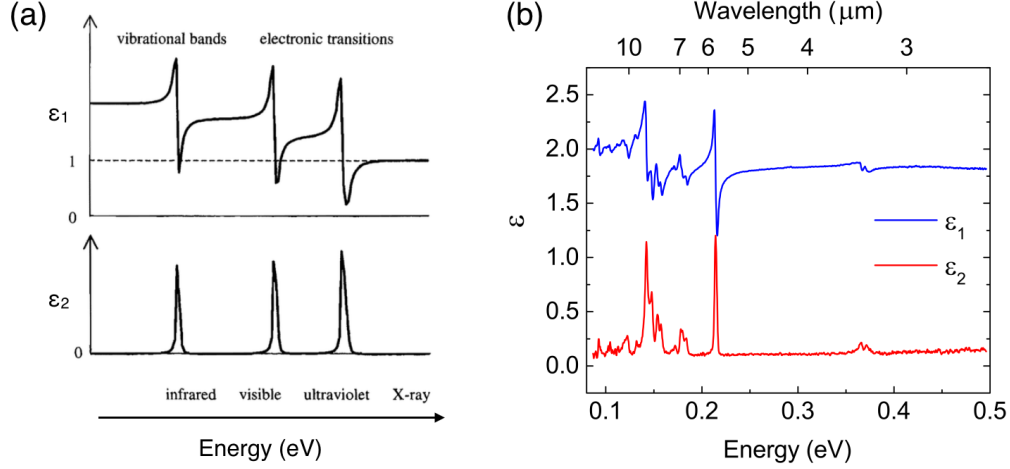 (a)
vibrational bands electronic transitions
ε1
1
0
ε2
0
infrared visible ultraviolet X-ray
Energy (eV)
(b)
Wavelength (μm)
10 7 6 5 4 3
2.5
2.0
1.5
1.0
0.5
0.0
ε
ε1
ε2
0.1 0.2 0.3 0.4 0.5
Energy (eV)